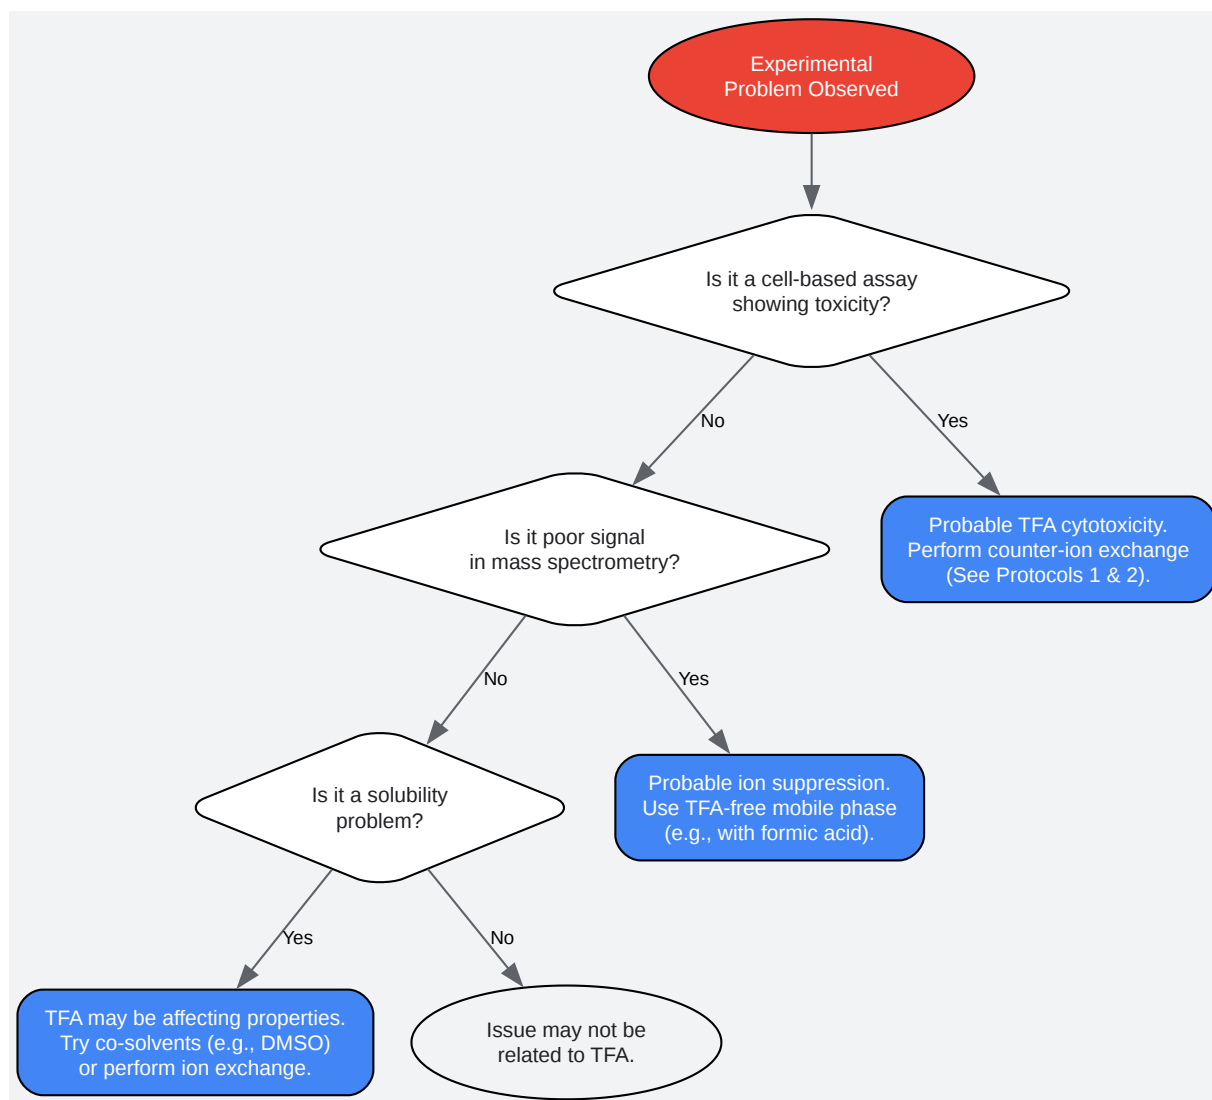 Experimental
Problem Observed
Is it a cell-based assay
showing toxicity?
No
Yes
Is it poor signal
in mass spectrometry?
Probable TFA cytotoxicity.
Perform counter-ion exchange
(See Protocols 1 & 2).
No
Yes
Is it a solubility
problem?
Probable ion suppression.
Use TFA-free mobile phase
(e.g., with formic acid).
Yes
No
TFA may be affecting properties.
Try co-solvents (e.g., DMSO)
or perform ion exchange.
Issue may not be
related to TFA.